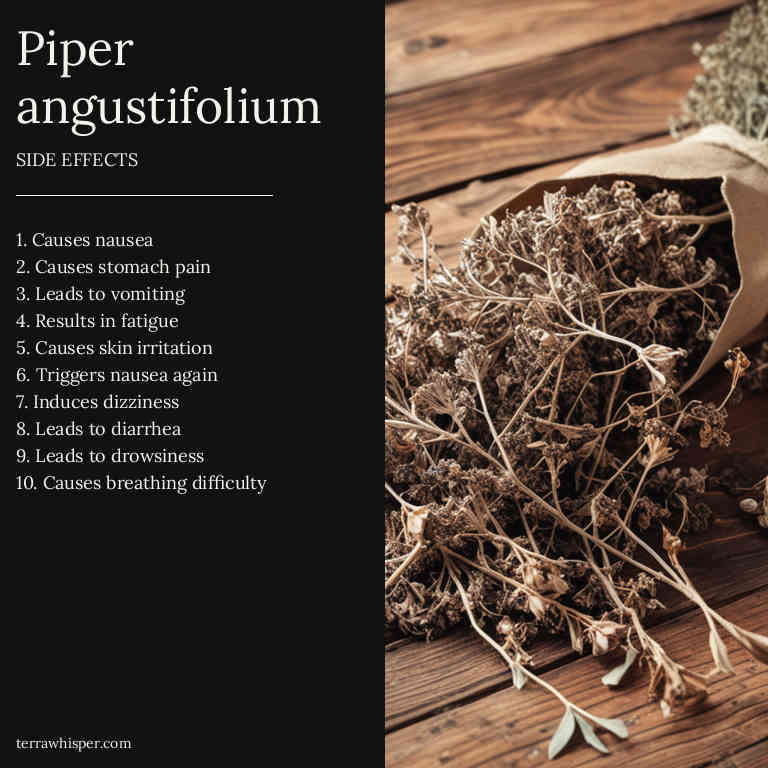 Piper
angustifolium
SIDE EFFECTS
1. Causes nausea
2. Causes stomach pain
3. Leads to vomiting
4. Results in fatigue
5. Causes skin irritation
6. Triggers nausea again
7. Induces dizziness
8. Leads to diarrhea
9. Leads to drowsiness
10. Causes breathing difficulty
terrawhisper.com